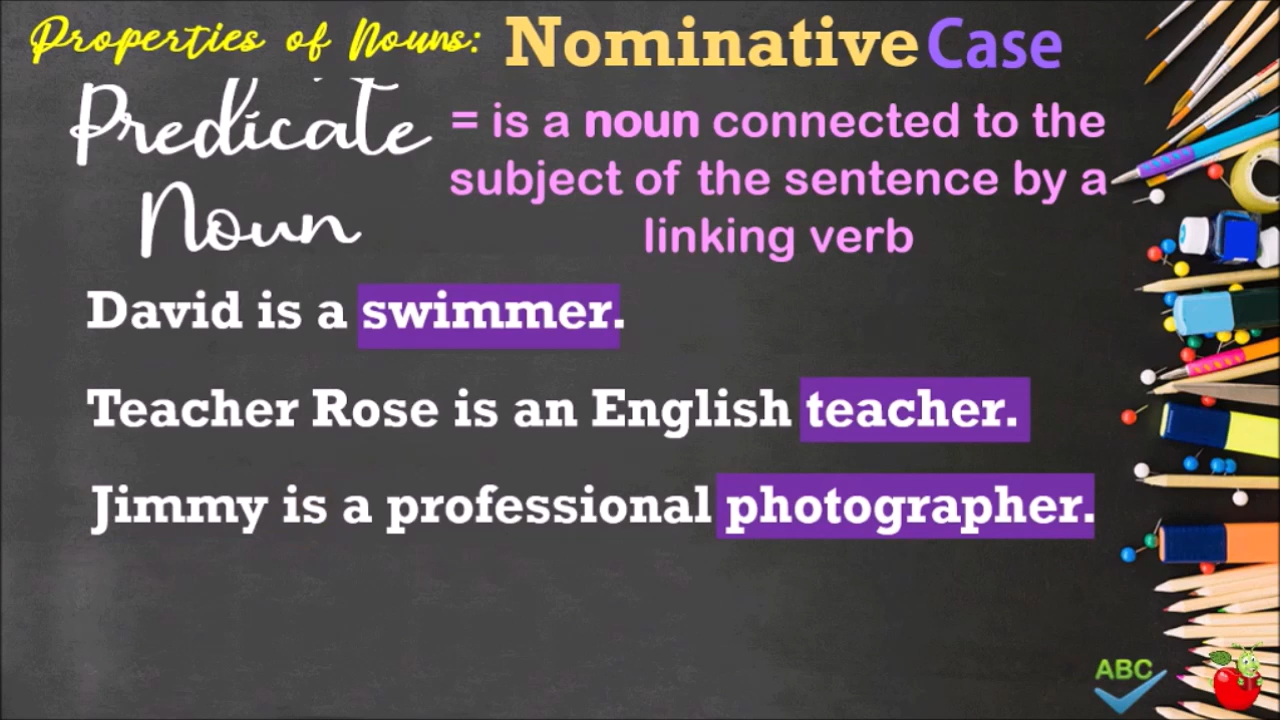 Properties of Nouns: Nominative Case
Predicate
Noun
= is a noun connected to the
subject of the sentence by a
linking verb
David is a swimmer.
Teacher Rose is an English teacher.
Jimmy is a professional photographer.
ABC